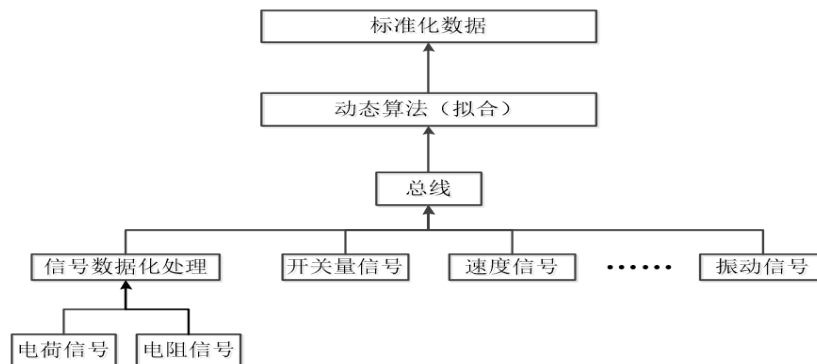 标准化数据
动态算法（拟合）
总线
信号数据化处理
开关量信号
速度信号
······
振动信号
电荷信号
电阻信号